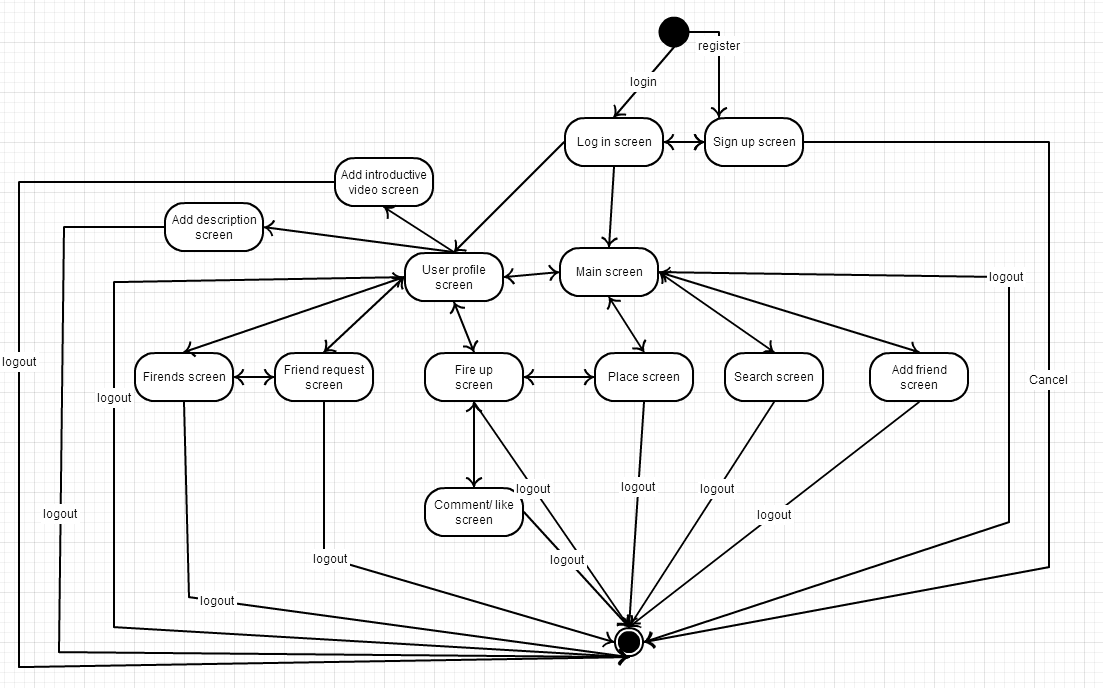 register
login
Log in screen
Sign up screen
Add introductive
video screen
Add description
screen
User profile
screen
Main screen
logout
logout
Firends screen
Friend request
screen
Fire up
screen
Place screen
Search screen
Add friend
screen
Cancel
logout
logout
Comment/ like
screen
logout
logout
logout
logout
logout
logout
logout